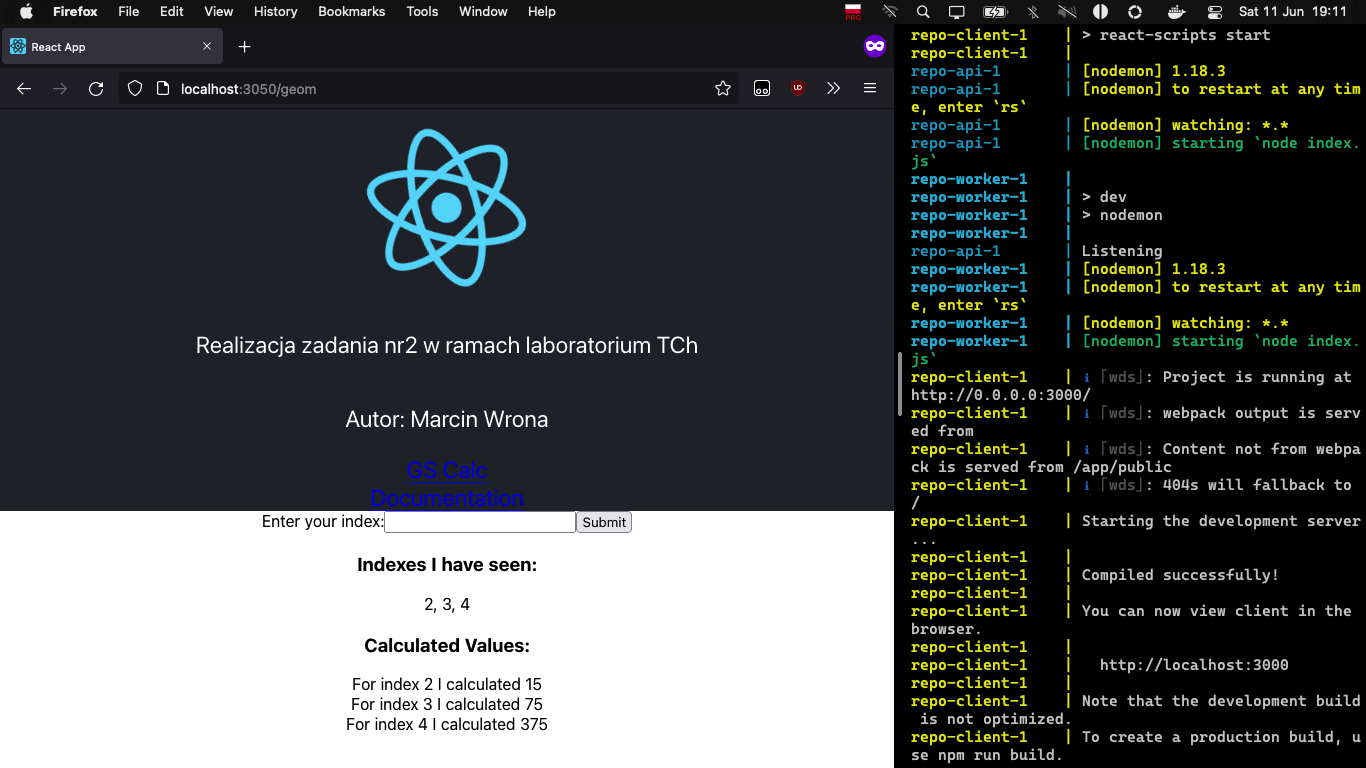 Firefox File Edit View History Bookmarks Tools Window Help
PRO
Sat 11 Jun 19:11
React App
localhost:3050/geom
Realizacja zadania nr2 w ramach laboratorium TCh
Autor: Marcin Wrona
GS Calc
Documentation
Enter your index: Submit
Indexes I have seen:
2, 3, 4
Calculated Values:
For index 2 I calculated 15
For index 3 I calculated 75
For index 4 I calculated 375
repo-client-1 | > react-scripts start
repo-client-1 |
repo-api-1 | [nodemon] 1.18.3
repo-api-1 | [nodemon] to restart at any tim
e, enter `rs`
repo-api-1 | [nodemon] watching: *.*
repo-api-1 | [nodemon] starting `node index.
js`
repo-worker-1 |
repo-worker-1 | > dev
repo-worker-1 | > nodemon
repo-worker-1 |
repo-api-1 | Listening
repo-worker-1 | [nodemon] 1.18.3
repo-worker-1 | [nodemon] to restart at any tim
e, enter `rs`
repo-worker-1 | [nodemon] watching: *.*
repo-worker-1 | [nodemon] starting `node index.
js`
repo-client-1 | ℹ ｢wds｣: Project is running at
http://0.0.0.0:3000/
repo-client-1 | ℹ ｢wds｣: webpack output is serv
ed from
repo-client-1 | ℹ ｢wds｣: Content not from webpa
ck is served from /app/public
repo-client-1 | ℹ ｢wds｣: 404s will fallback to
/
repo-client-1 | Starting the development server
...
repo-client-1 |
repo-client-1 | Compiled successfully!
repo-client-1 |
repo-client-1 | You can now view client in the
browser.
repo-client-1 |
repo-client-1 | http://localhost:3000
repo-client-1 |
repo-client-1 | Note that the development build
is not optimized.
repo-client-1 | To create a production build, u
se npm run build.